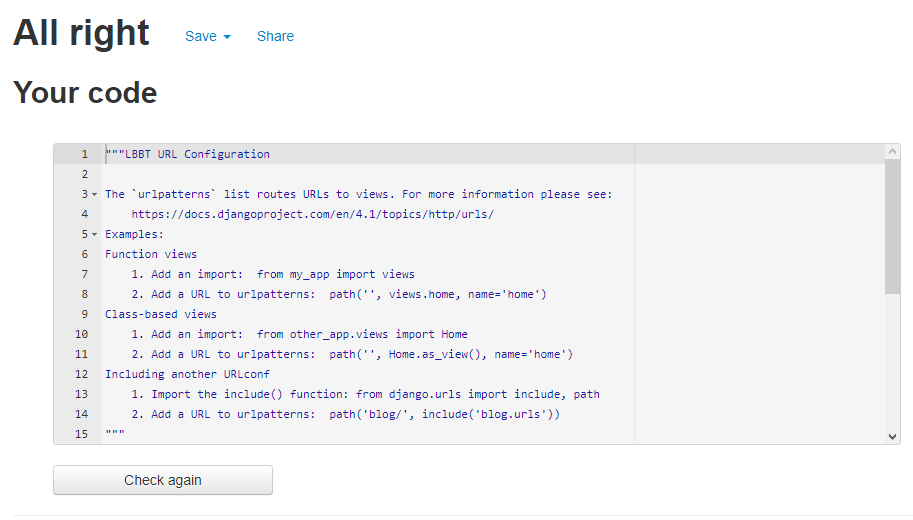 All right Save Share
Your code
1 """LBBT URL Configuration
2
3 The `urlpatterns` list routes URLs to views. For more information please see:
4     https://docs.djangoproject.com/en/4.1/topics/http/urls/
5 Examples:
6 Function views
7     1. Add an import:  from my_app import views
8     2. Add a URL to urlpatterns:  path('', views.home, name='home')
9 Class-based views
10     1. Add an import:  from other_app.views import Home
11     2. Add a URL to urlpatterns:  path('', Home.as_view(), name='home')
12 Including another URLconf
13     1. Import the include() function: from django.urls import include, path
14     2. Add a URL to urlpatterns:  path('blog/', include('blog.urls'))
15 """
Check again